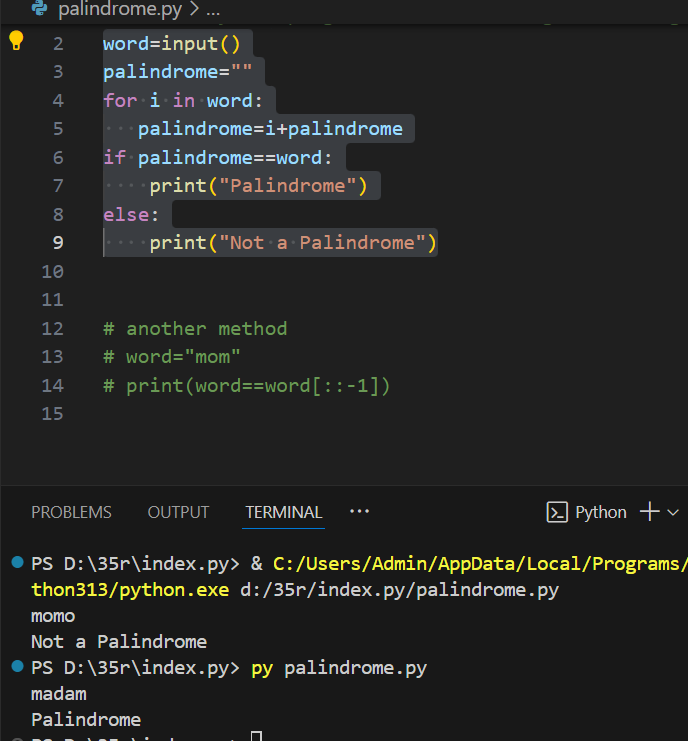 palindrome.py > ...
2 word=input()
3 palindrome=""
4 for i in word:
5 palindrome=i+palindrome
6 if palindrome==word:
7 print("Palindrome")
8 else:
9 print("Not a Palindrome")
10
11
12 # another method
13 # word="mom"
14 # print(word==word[::-1])
15
PROBLEMS OUTPUT TERMINAL ... Python
PS D:\35r\index.py> & C:/Users/Admin/AppData/Local/Programs/
thon313/python.exe d:/35r/index.py/palindrome.py
momo
Not a Palindrome
PS D:\35r\index.py> py palindrome.py
madam
Palindrome